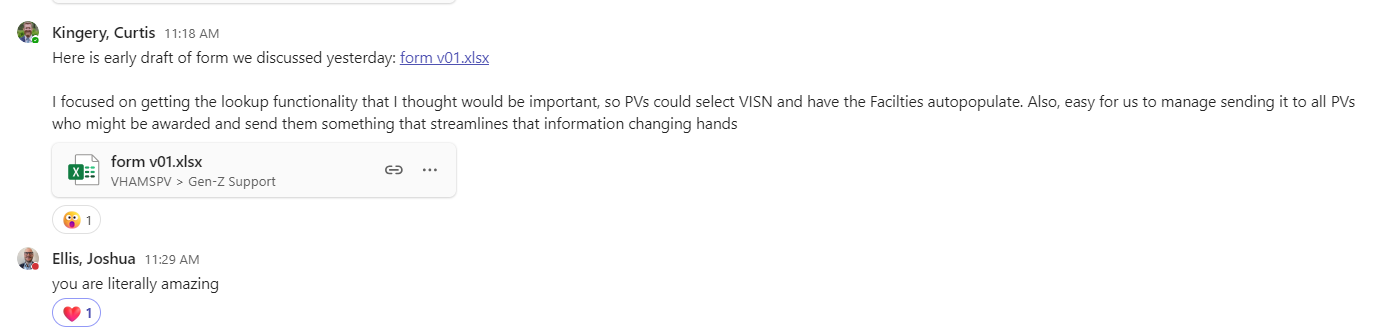 Kingery, Curtis 11:18 AM
Here is early draft of form we discussed yesterday: form v01.xlsx
I focused on getting the lookup functionality that I thought would be important, so PVs could select VISN and have the Facilties autopopulate. Also, easy for us to manage sending it to all PVs
who might be awarded and send them something that streamlines that information changing hands
form v01.xlsx
VHAMSPV > Gen-Z Support
1
Ellis, Joshua 11:29 AM
you are literally amazing
1